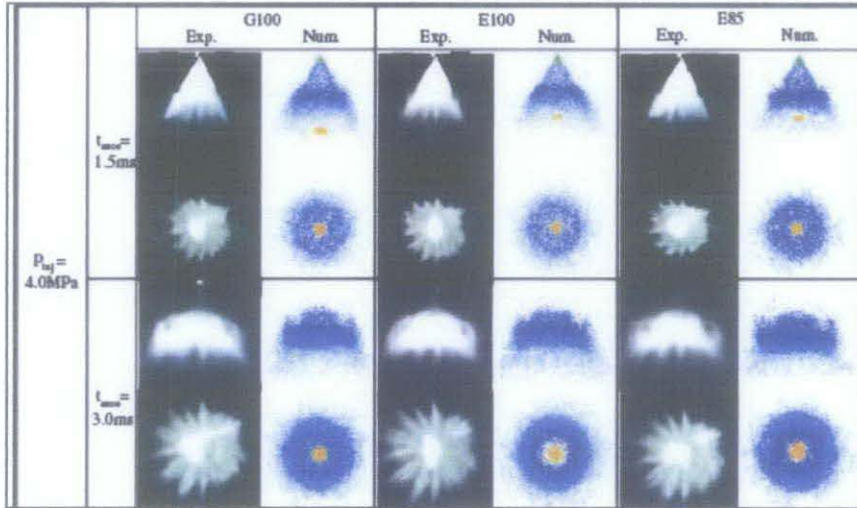 G100 E100 E85
Exp. Num. Exp. Num. Exp. Num.
1.5ms
P_inj =
4.0MPa
3.0ms